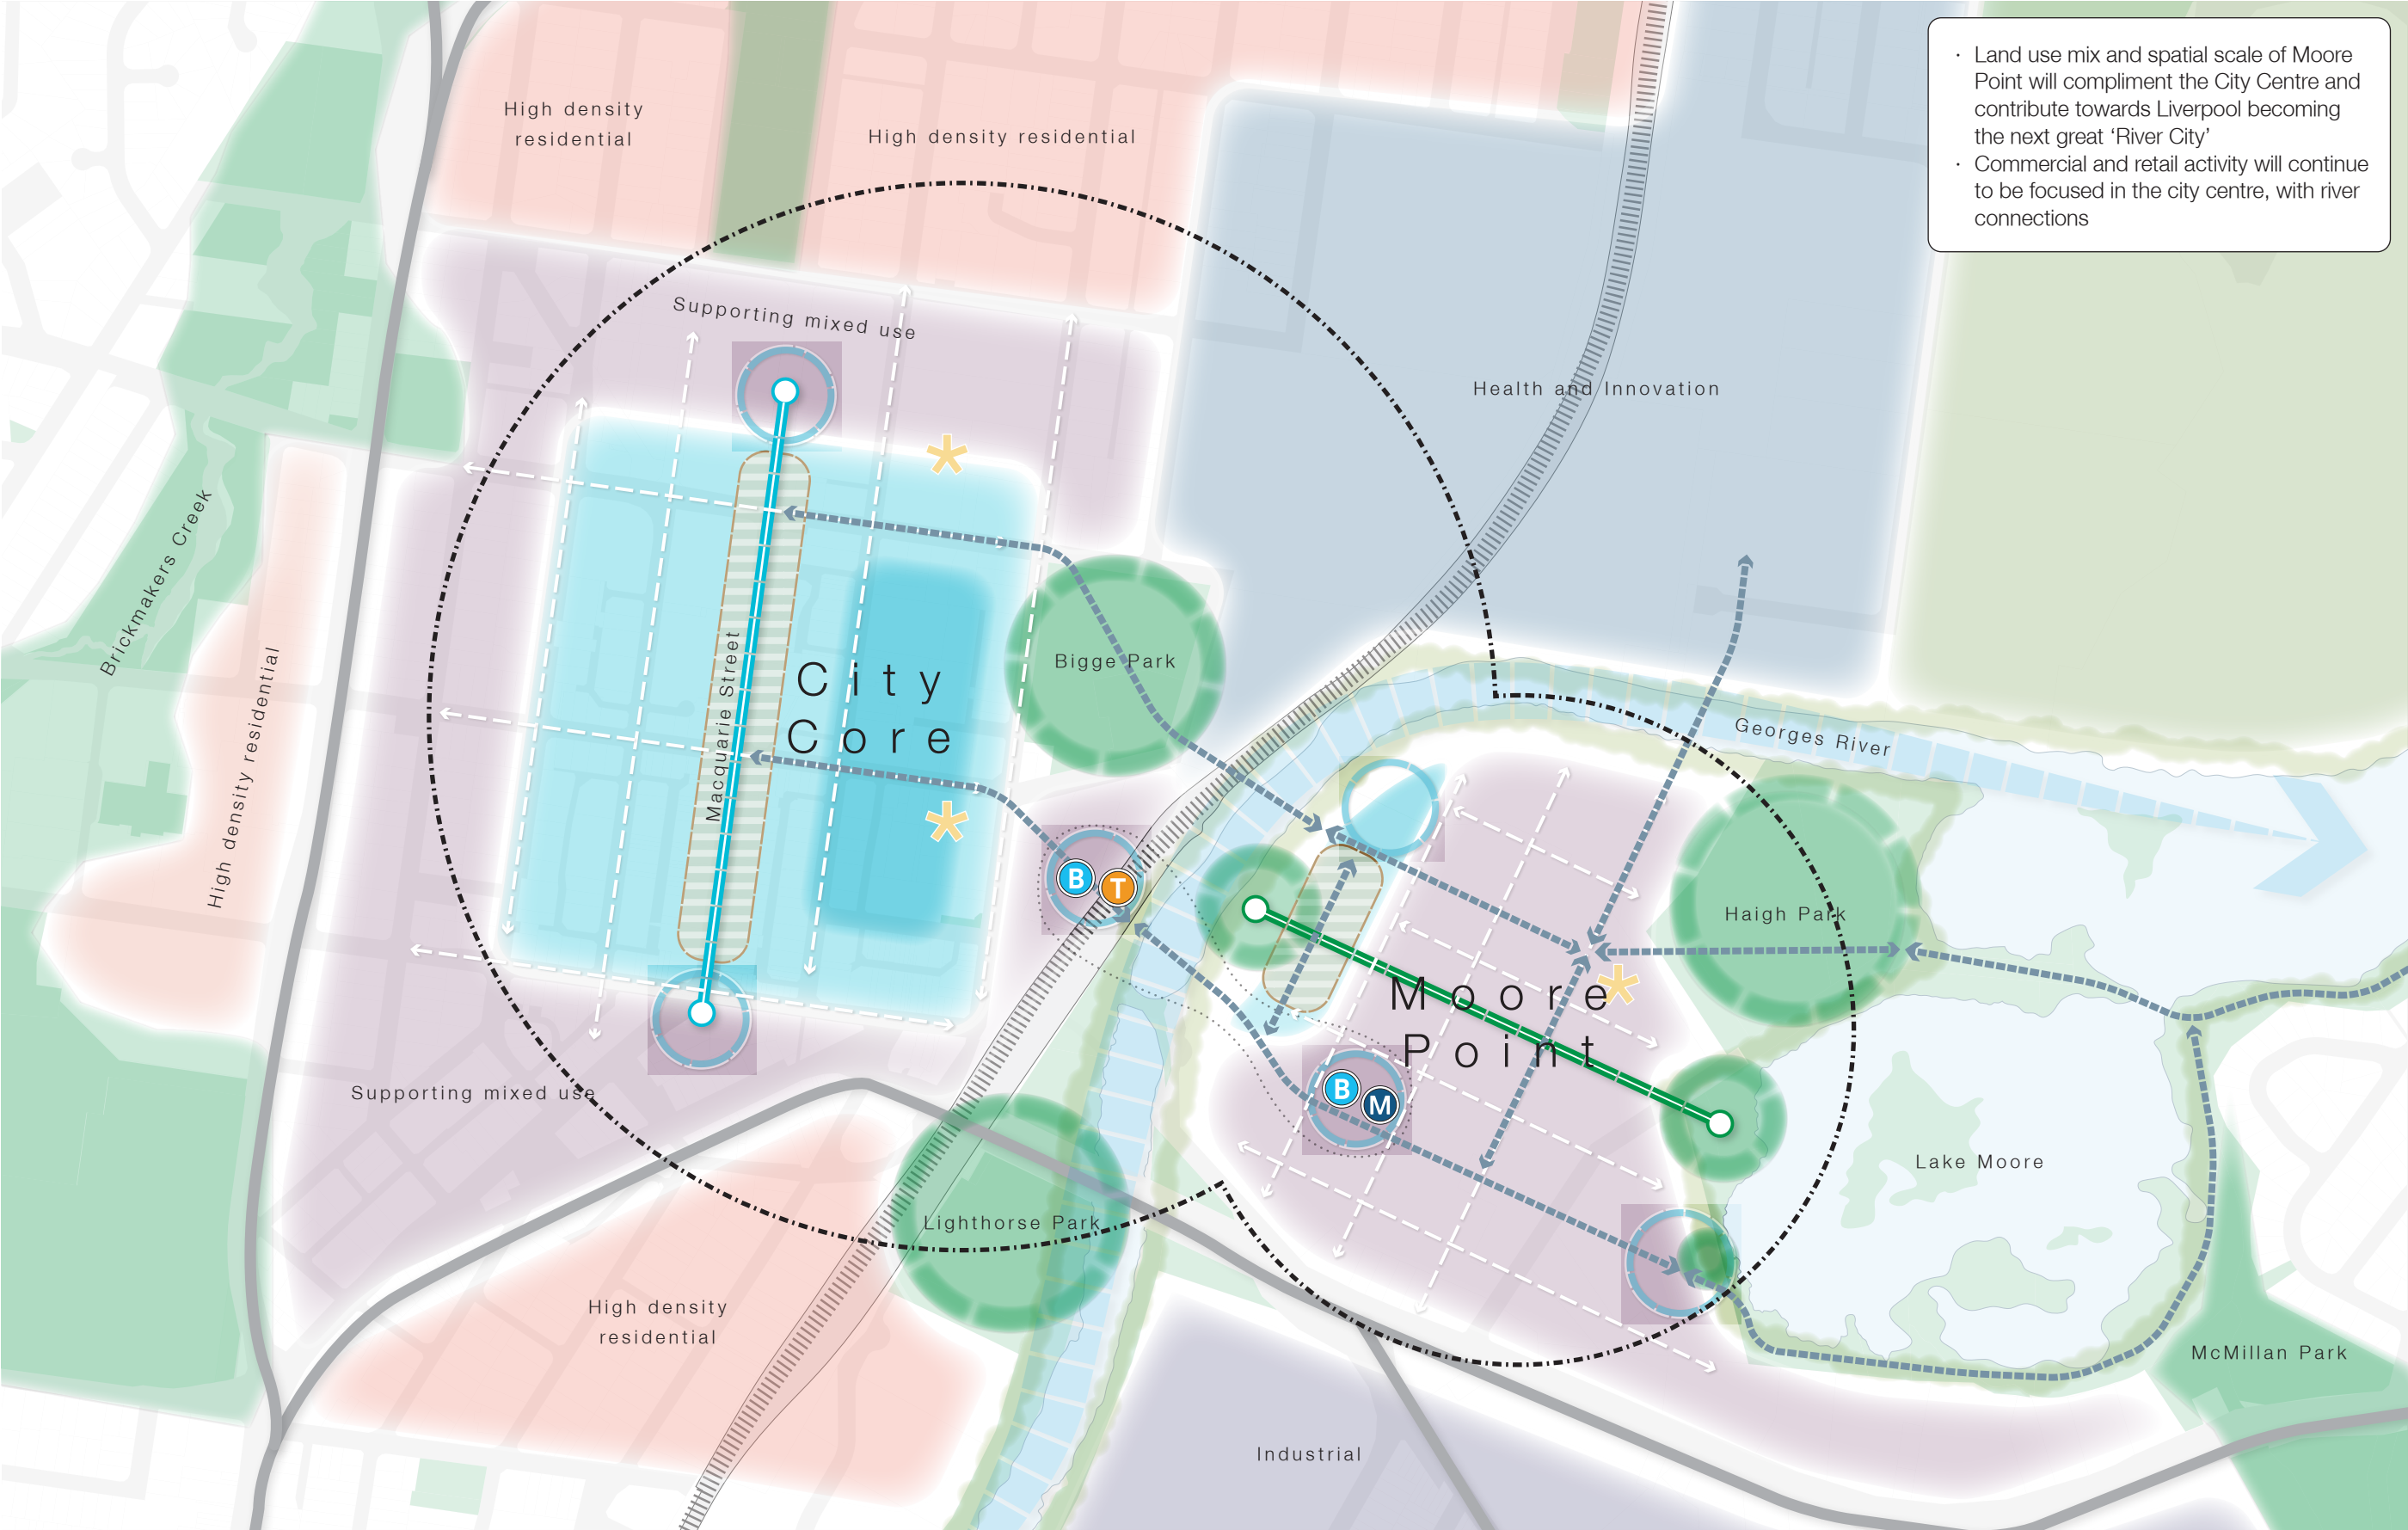 · Land use mix and spatial scale of Moore
Point will compliment the City Centre and
contribute towards Liverpool becoming
the next great ‘River City’
· Commercial and retail activity will continue
to be focused in the city centre, with river
connections
High density
residential
High density residential
Supporting mixed use
Health and Innovation
Brickmakers Creek
High density residential
Macquarie Street
City
Core
Bigge Park
Georges River
B
T
Haigh Park
Moore
Point
B
M
Supporting mixed use
Lake Moore
Lighthorse Park
High density
residential
McMillan Park
Industrial